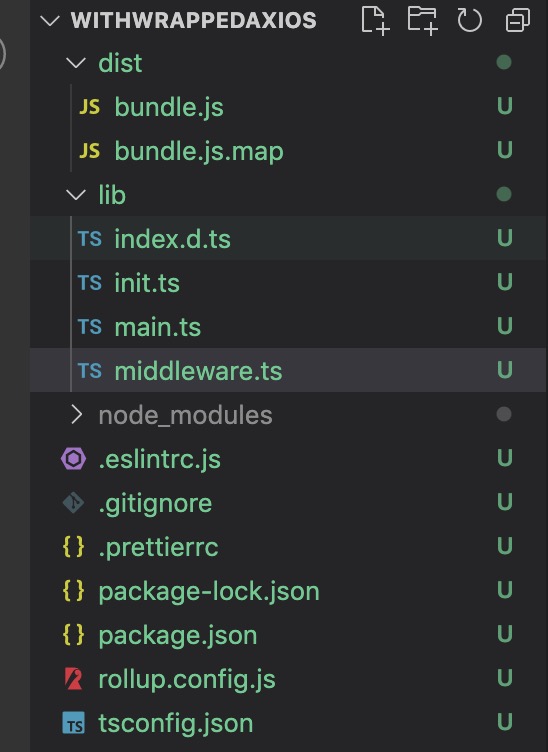 WITHWRAPPEDAXIOS
dist
JS bundle.js U
JS bundle.js.map U
lib
TS index.d.ts U
TS init.ts U
TS main.ts U
TS middleware.ts U
node_modules
.eslintrc.js U
.gitignore U
{} .prettierrc U
{} package-lock.json U
{} package.json U
rollup.config.js U
TS tsconfig.json U